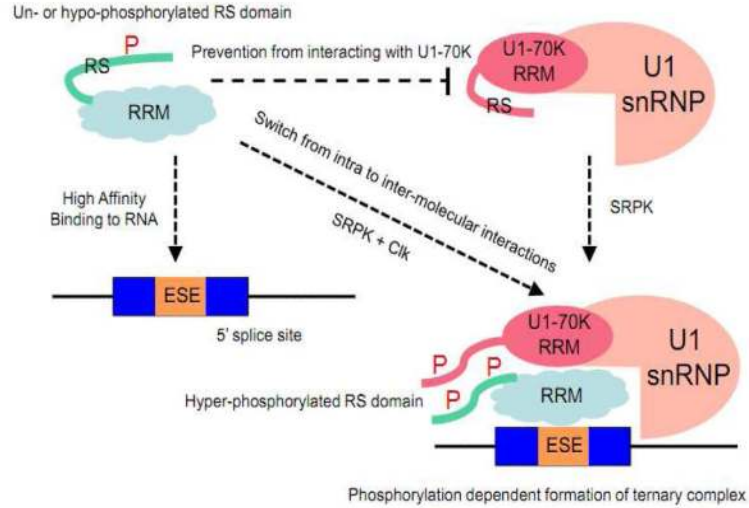 Un- or hypo-phosphorylated RS domain
P
RS
RRM
Prevention from interacting with U1-70K
U1-70K
RRM
RS
U1
snRNP
High Affinity
Binding to RNA
Switch from intra to inter-molecular interactions
SRPK + Clk
SRPK
ESE
5' splice site
U1-70K
RRM
U1
snRNP
P
P
P
Hyper-phosphorylated RS domain
RRM
ESE
Phosphorylation dependent formation of ternary complex